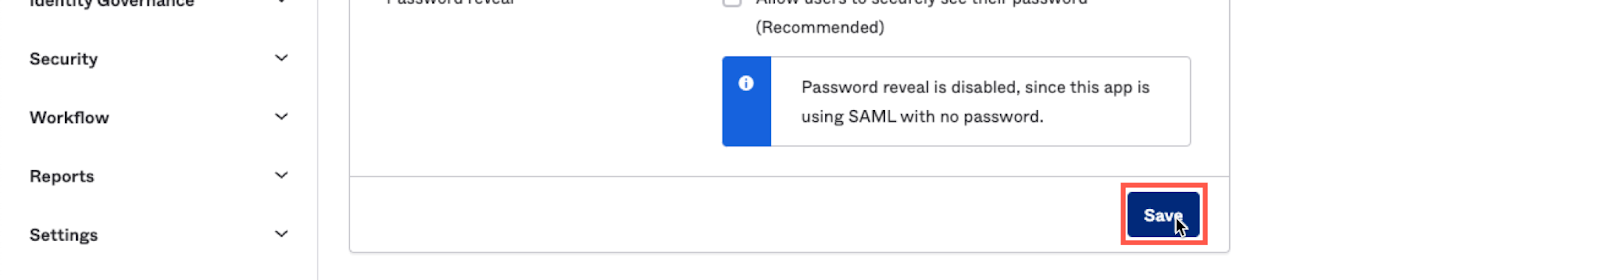 Identity Governance
Password reveal
Allow users to securely see their password
(Recommended)
Security
Password reveal is disabled, since this app is
using SAML with no password.
Workflow
Reports
Save
Settings